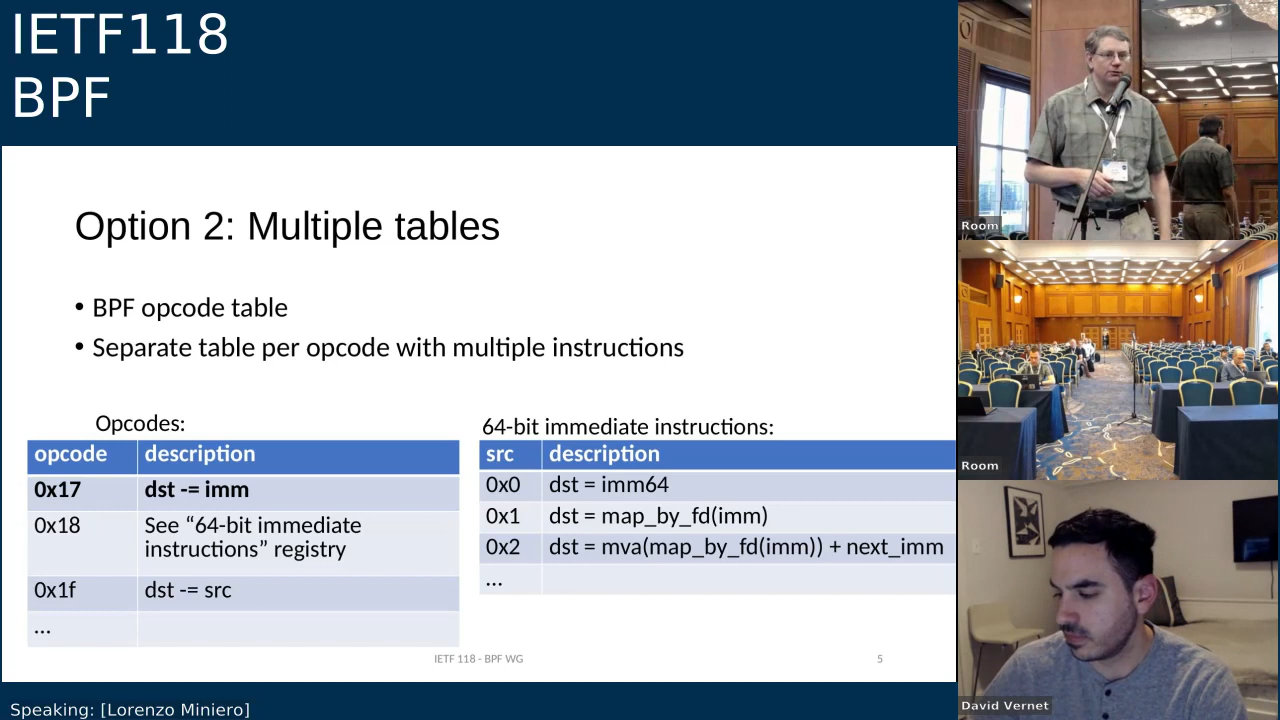 IETF118
BPF
Option 2: Multiple tables
• BPF opcode table
• Separate table per opcode with multiple instructions
Opcodes:
opcode description
0x17 dst -= imm
0x18 See “64-bit immediate
instructions” registry
0x1f dst -= src
...
64-bit immediate instructions:
src description
0x0 dst = imm64
0x1 dst = map_by_fd(imm)
0x2 dst = mva(map_by_fd(imm)) + next_imm
...
IETF 118 - BPF WG
5
Room
Room
David Vernet
Speaking: [Lorenzo Miniero]